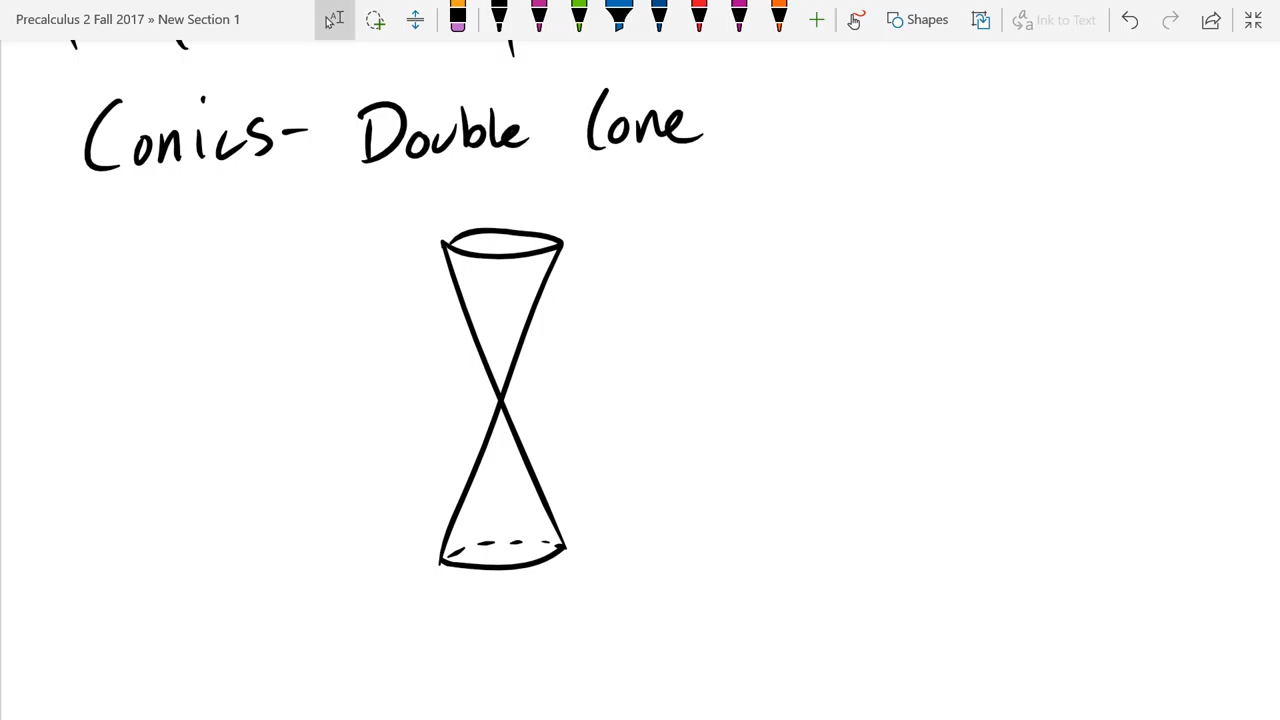 Precalculus 2 Fall 2017 » New Section 1
Shapes
Ink to Text
Conics- Double Cone